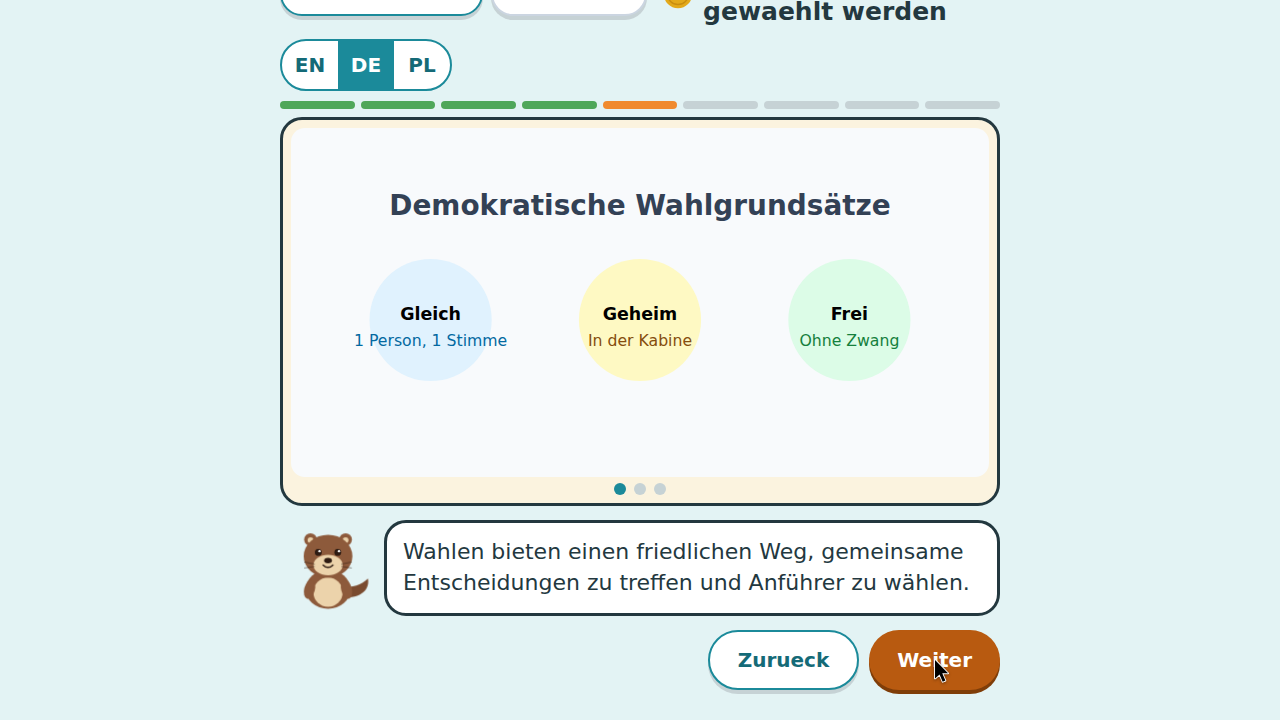 gewaehlt werden
EN DE PL
Demokratische Wahlgrundsätze
Gleich
1 Person, 1 Stimme
Geheim
In der Kabine
Frei
Ohne Zwang
Wahlen bieten einen friedlichen Weg, gemeinsame
Entscheidungen zu treffen und Anführer zu wählen.
Zurueck
Weiter